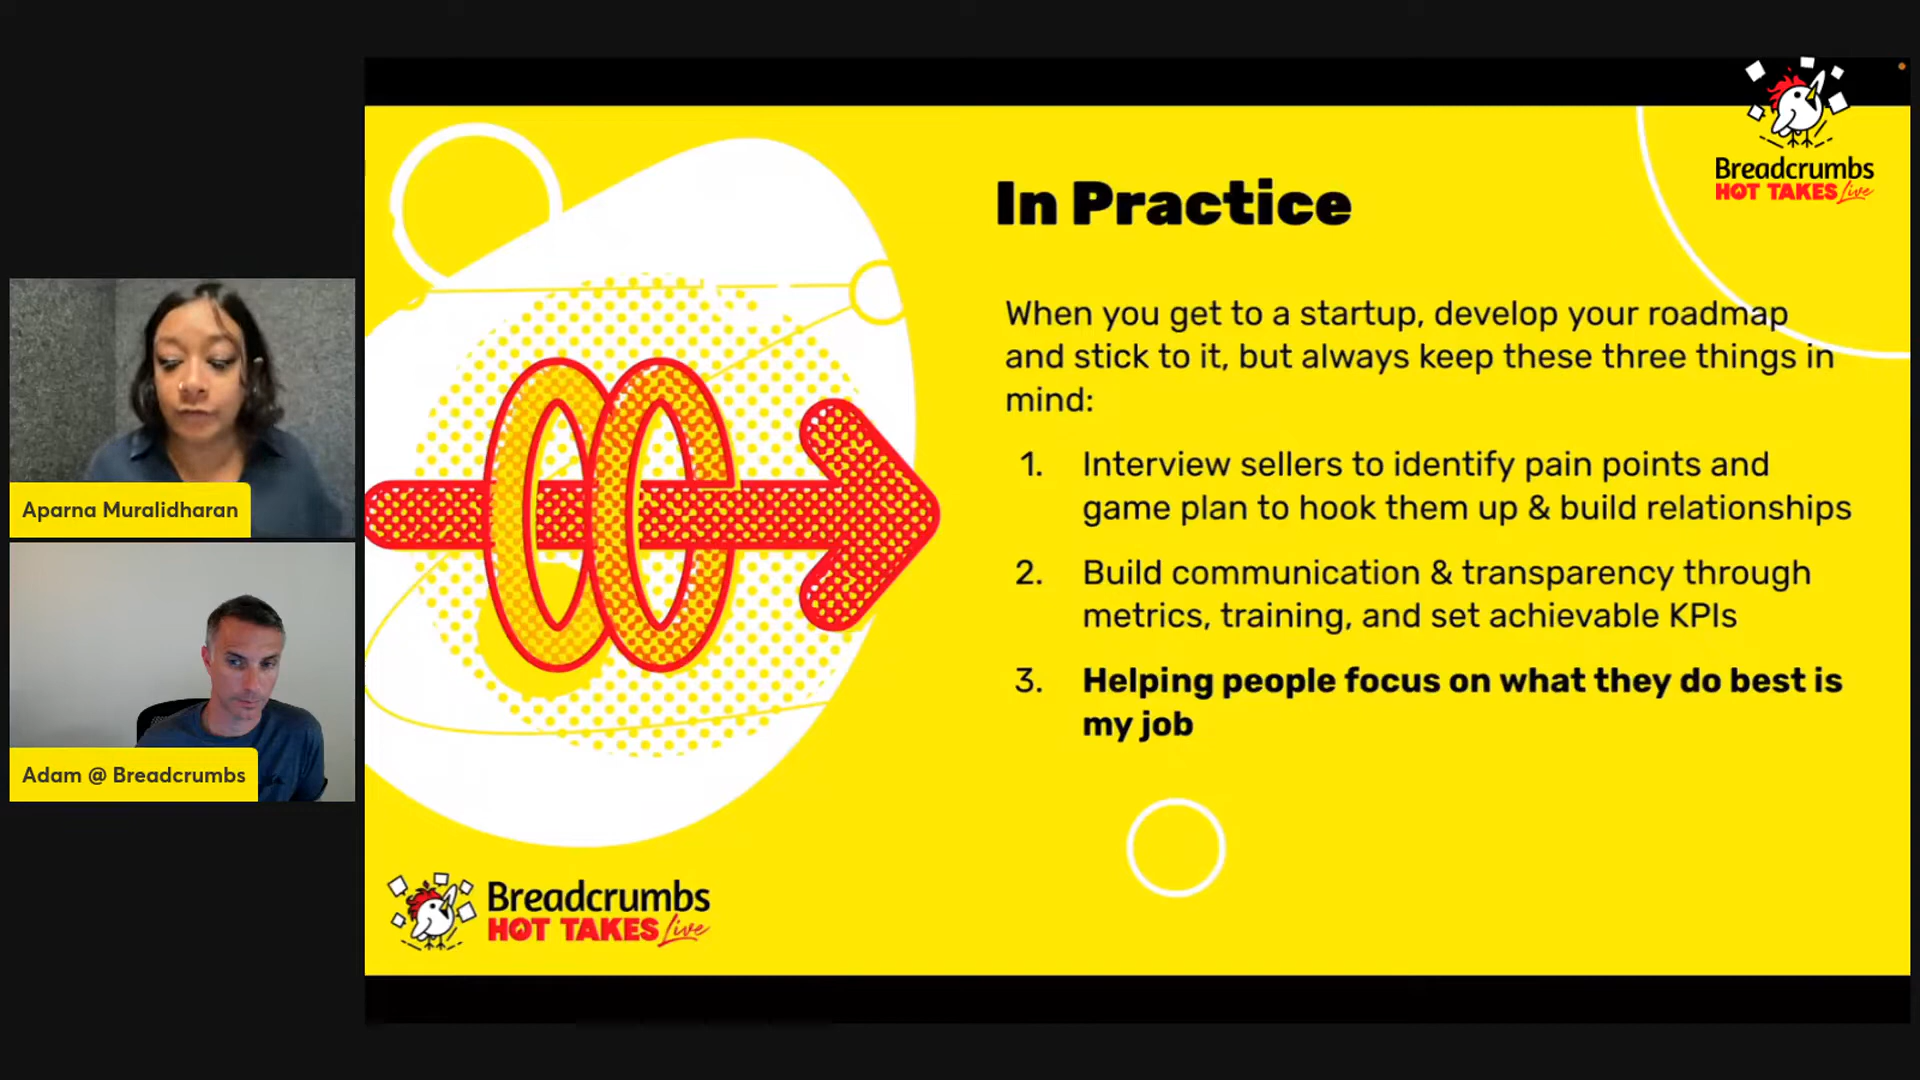 Breadcrumbs
HOT TAKES Live
In Practice
When you get to a startup, develop your roadmap
and stick to it, but always keep these three things in
mind:
1. Interview sellers to identify pain points and
game plan to hook them up & build relationships
2. Build communication & transparency through
metrics, training, and set achievable KPIs
3. Helping people focus on what they do best is
my job
Aparna Muralidharan
Adam @ Breadcrumbs
Breadcrumbs
HOT TAKES Live